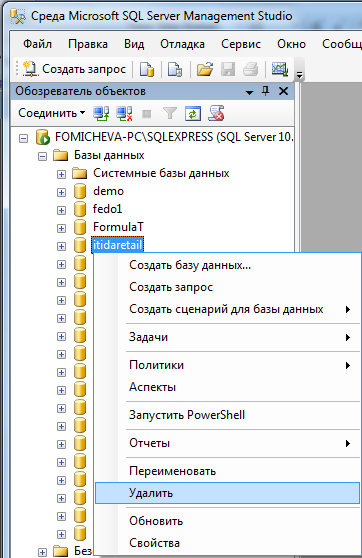 Среда Microsoft SQL Server Management Studio
Файл Правка Вид Отладка Сервис Окно Сообщ
Создать запрос
Обозреватель объектов
Соединить
FOMICHEVA-PC\SQLEXPRESS (SQL Server 10.
Базы данных
Системные базы данных
demo
fedo1
FormulaT
itidaretail
Создать базу данных...
Создать запрос
Создать сценарий для базы данных
Задачи
Политики
Аспекты
Запустить PowerShell
Отчеты
Переименовать
Удалить
Обновить
Свойства
Без